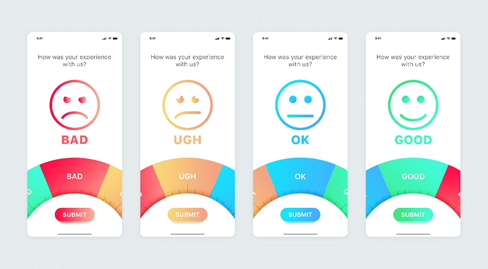 9:41
How was your experience
with us?
BAD
BAD
SUBMIT
9:41
How was your experience
with us?
UGH
UGH
SUBMIT
9:41
How was your experience
with us?
OK
OK
SUBMIT
9:41
How was your experience
with us?
GOOD
GOOD
SUBMIT